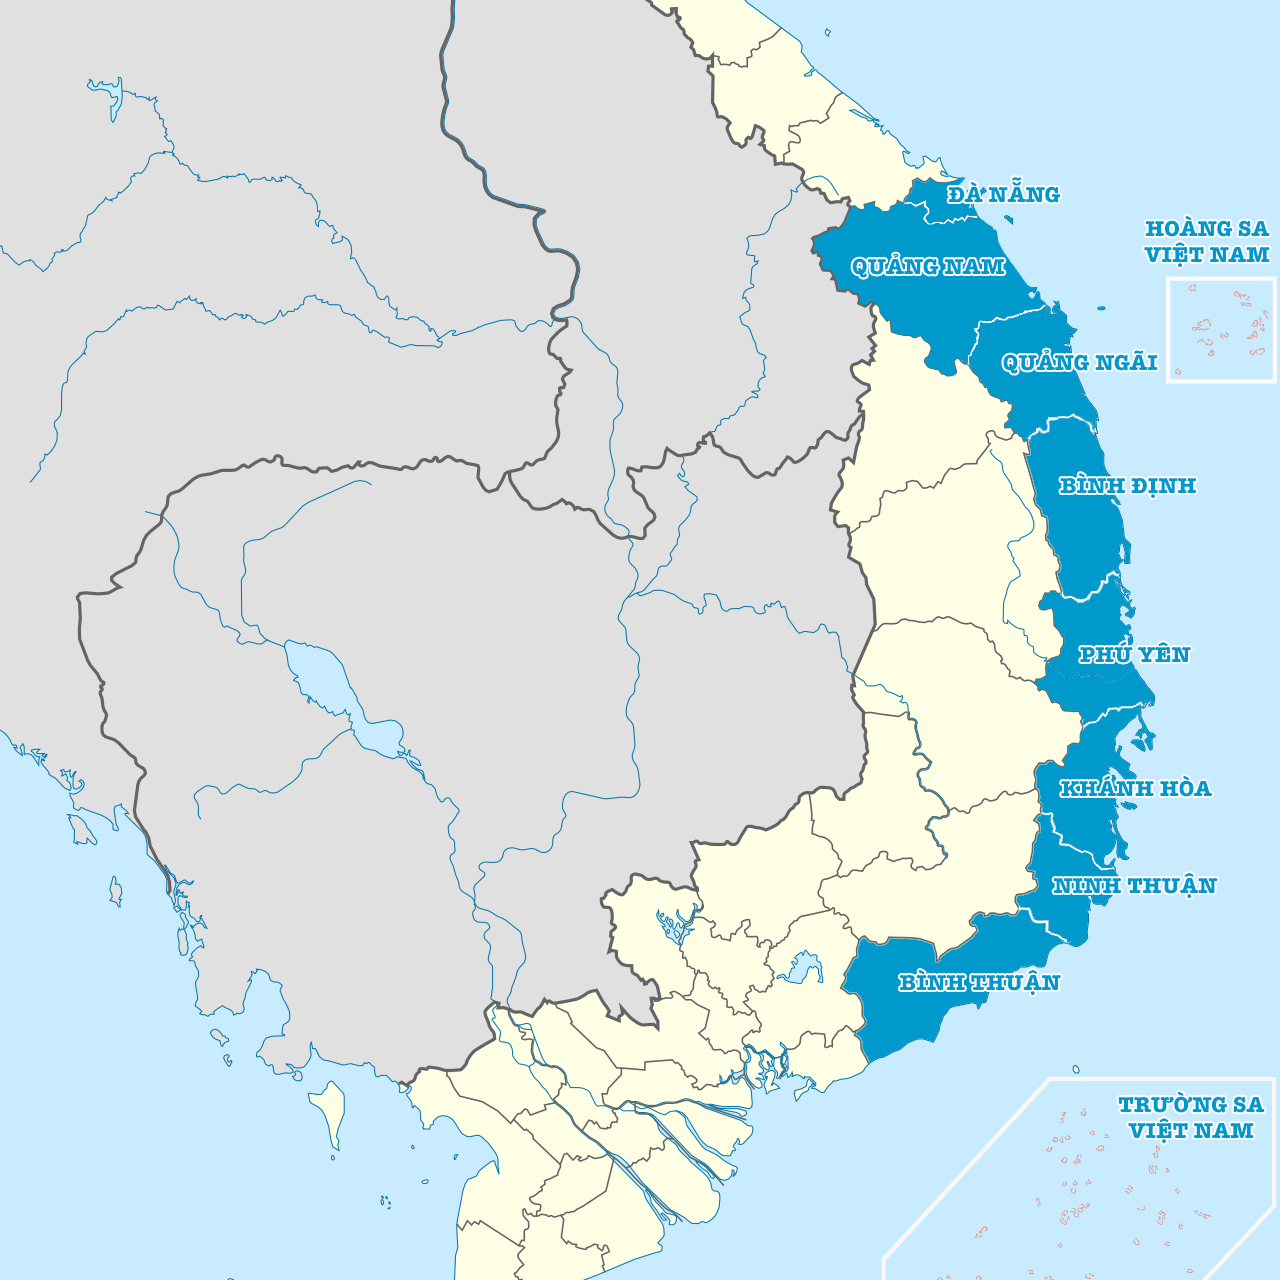 ĐÀ NẴNG
HOÀNG SA
VIỆT NAM
QUẢNG NAM
QUẢNG NGÃI
BÌNH ĐỊNH
PHÚ YÊN
KHÁNH HÒA
NINH THUẬN
BÌNH THUẬN
TRƯỜNG SA
VIỆT NAM